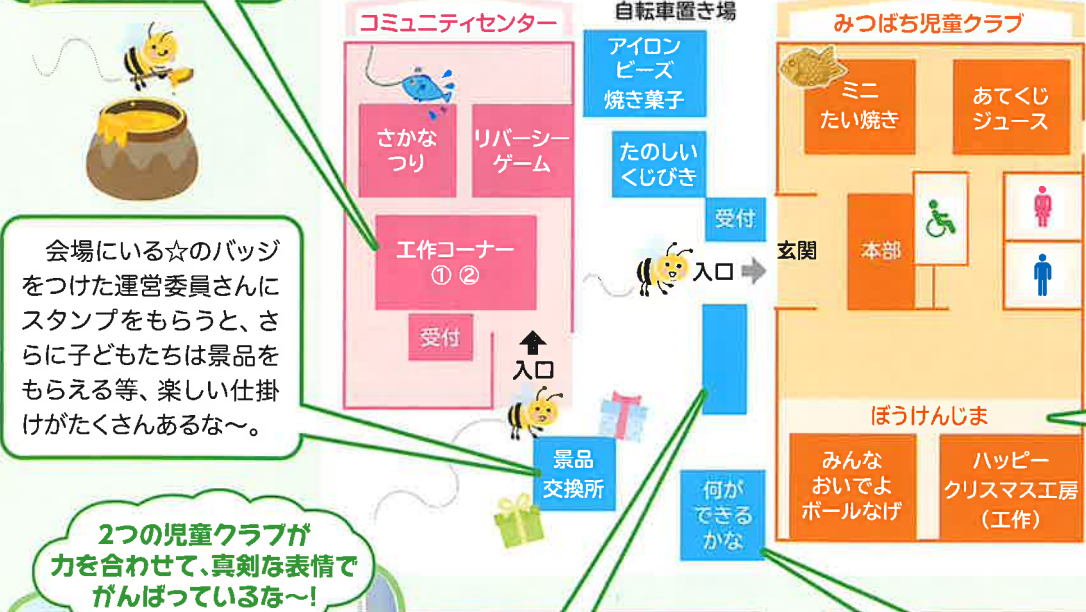 コミュニティセンター
さかな
つり
リバーシー
ゲーム
工作コーナー
① ②
受付
入口
自転車置き場
アイロン
ビーズ
焼き菓子
たのしい
くじびき
受付
入口
景品
交換所
何が
できる
かな
みつばち児童クラブ
ミニ
たい焼き
あてくじ
ジュース
玄関
本部
ぼうけんじま
みんな
おいでよ
ボールなげ
ハッピー
クリスマス工房
(工作)
会場にいる☆のバッジ
をつけた運営委員さんに
スタンプをもらうと、さ
らに子どもたちは景品を
もらえる等、楽しい仕掛
けがたくさんあるな〜。
2つの児童クラブが
力を合わせて、真剣な表情で
がんばっているな〜!